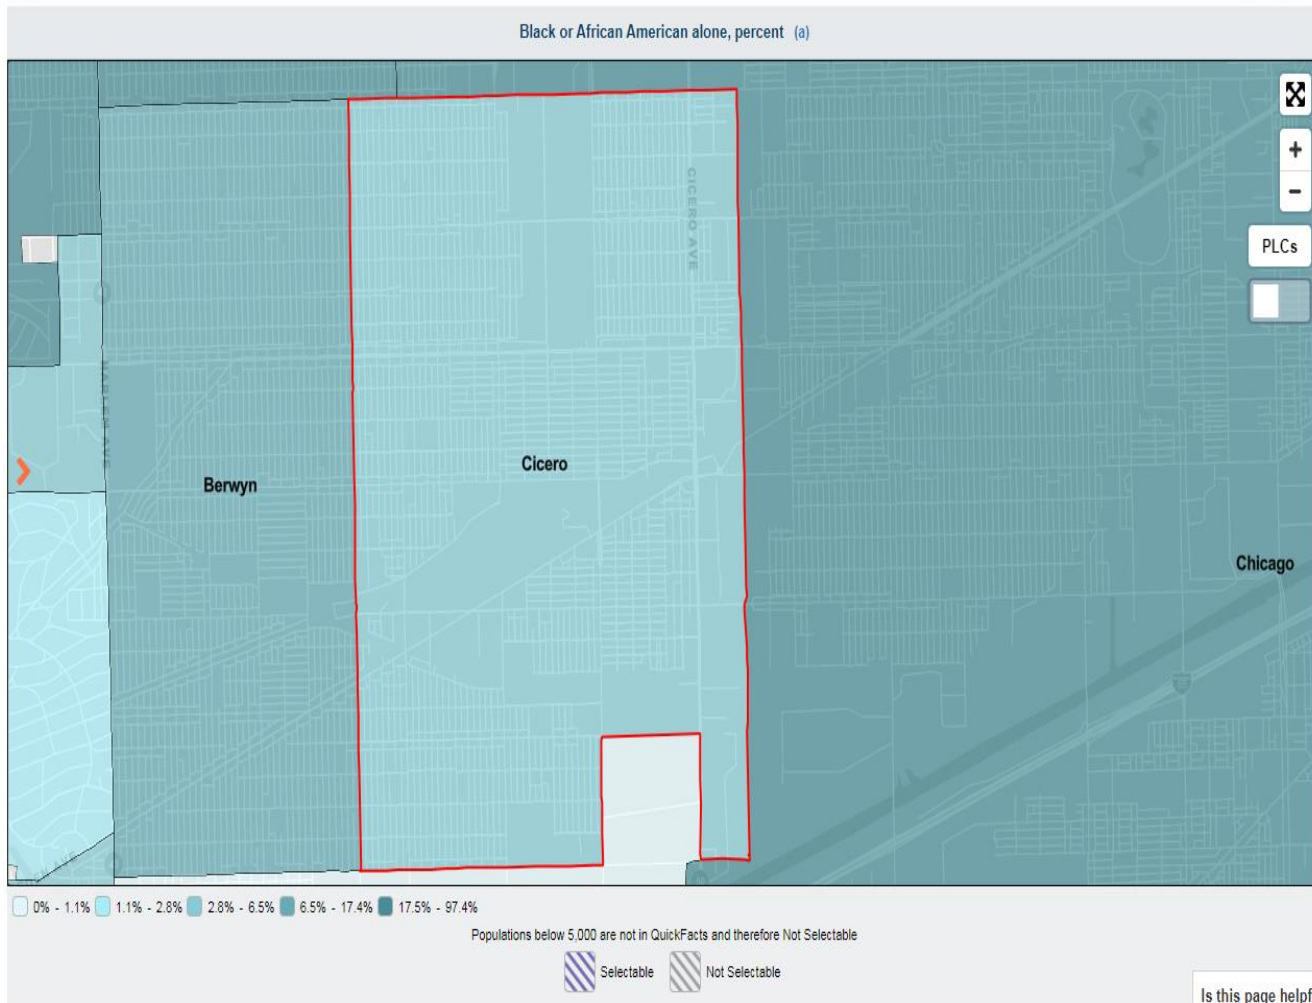 Black or African American alone, percent (a)
CICERO AVE
+
−
PLCs
HARLEM AVE
Cicero
Berwyn
Chicago
0% - 1.1% 1.1% - 2.8% 2.8% - 6.5% 6.5% - 17.4% 17.5% - 97.4%
Populations below 5,000 are not in QuickFacts and therefore Not Selectable
Selectable Not Selectable
Is this page helpf